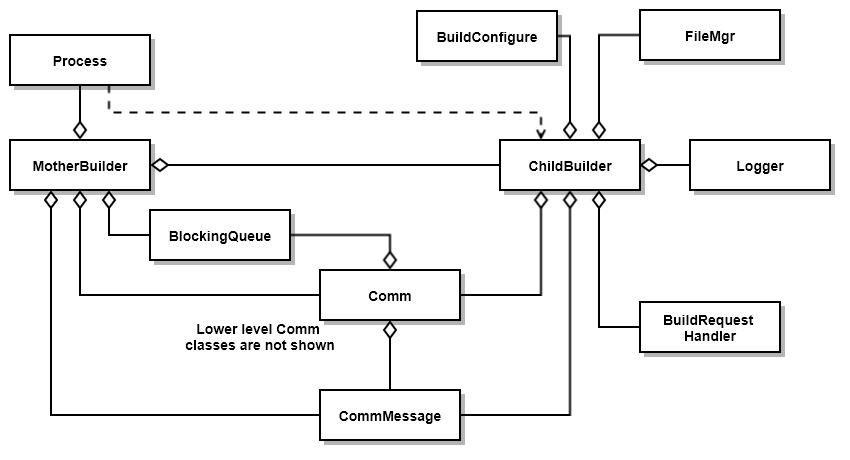 BuildConfigure
FileMgr
Process
MotherBuilder
ChildBuilder
Logger
BlockingQueue
Comm
Lower level Comm
classes are not shown
BuildRequest
Handler
CommMessage